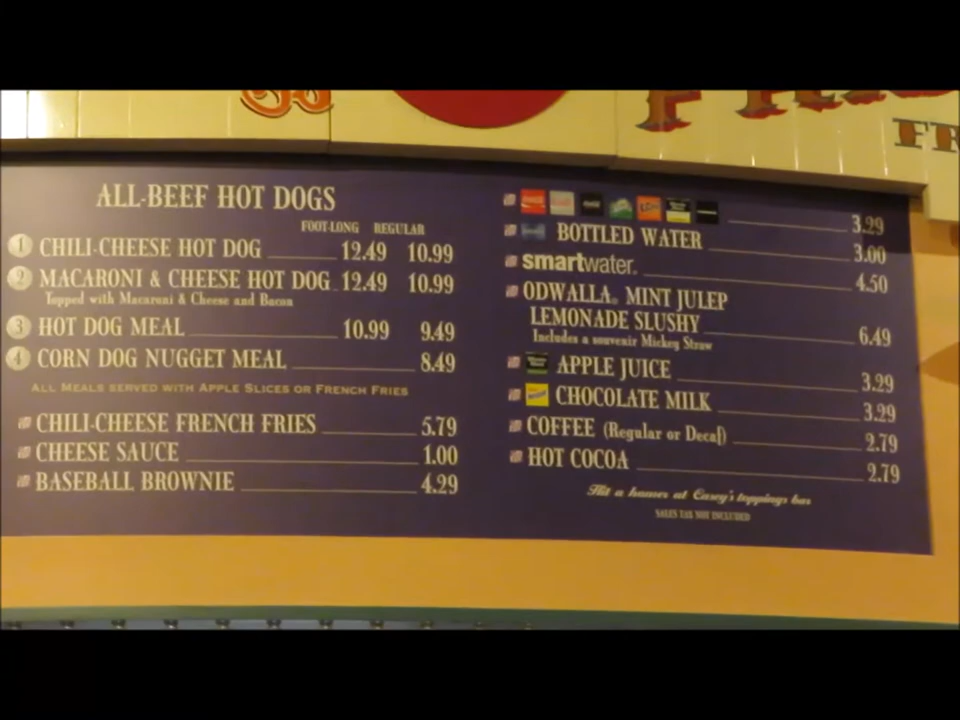 FR
ALL-BEEF HOT DOGS
FOOT-LONG REGULAR
1 CHILI-CHEESE HOT DOG 12.49 10.99
2 MACARONI & CHEESE HOT DOG 12.49 10.99
Topped with Macaroni & Cheese and Bacon
3 HOT DOG MEAL 10.99 9.49
4 CORN DOG NUGGET MEAL 8.49
ALL MEALS SERVED WITH APPLE SLICES OR FRENCH FRIES
CHILI-CHEESE FRENCH FRIES 5.79
CHEESE SAUCE 1.00
BASEBALL BROWNIE 4.29
3.29
BOTTLED WATER 3.00
smartwater. 4.50
ODWALLA® MINT JULEP
LEMONADE SLUSHY 6.49
Includes a souvenir Mickey Straw
APPLE JUICE 3.29
CHOCOLATE MILK 3.29
COFFEE (Regular or Decaf) 2.79
HOT COCOA 2.79
Hit a homer at Casey's toppings bar
SALES TAX NOT INCLUDED